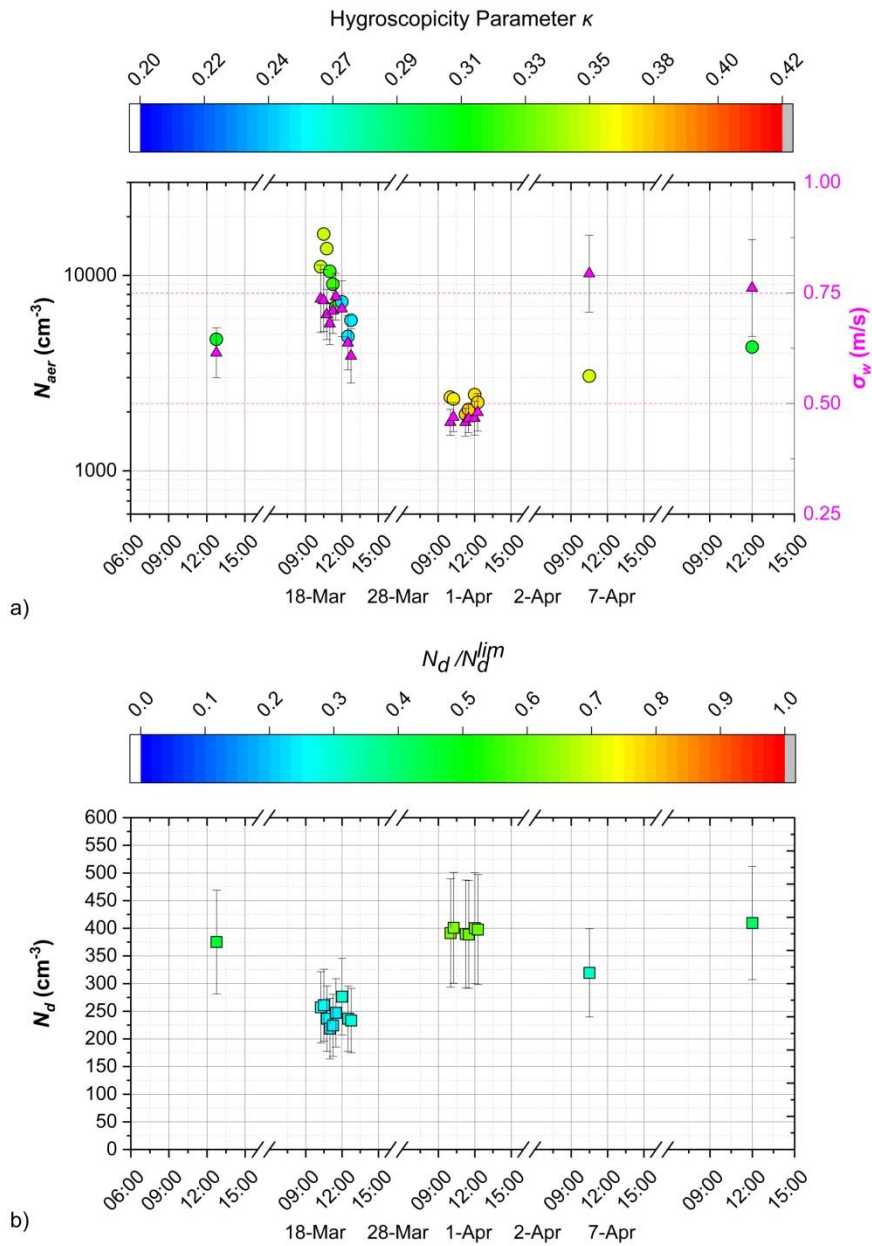 Hygroscopicity Parameter κ
0.20 0.22 0.24 0.27 0.29 0.31 0.33 0.35 0.38 0.40 0.42
10000
1000
N_aer (cm-3)
1.00
0.75
0.50
0.25
σ_w (m/s)
06:00 09:00 12:00 15:00 09:00 12:00 15:00 09:00 12:00 15:00 09:00 12:00 15:00 09:00 12:00 15:00
18-Mar 28-Mar 1-Apr 2-Apr 7-Apr
a)
N_d /N_d^lim
0.0 0.1 0.2 0.3 0.4 0.5 0.6 0.7 0.8 0.9 1.0
600
550
500
450
400
350
300
250
200
150
100
50
0
N_d (cm-3)
06:00 09:00 12:00 15:00 09:00 12:00 15:00 09:00 12:00 15:00 09:00 12:00 15:00 09:00 12:00 15:00
18-Mar 28-Mar 1-Apr 2-Apr 7-Apr
b)